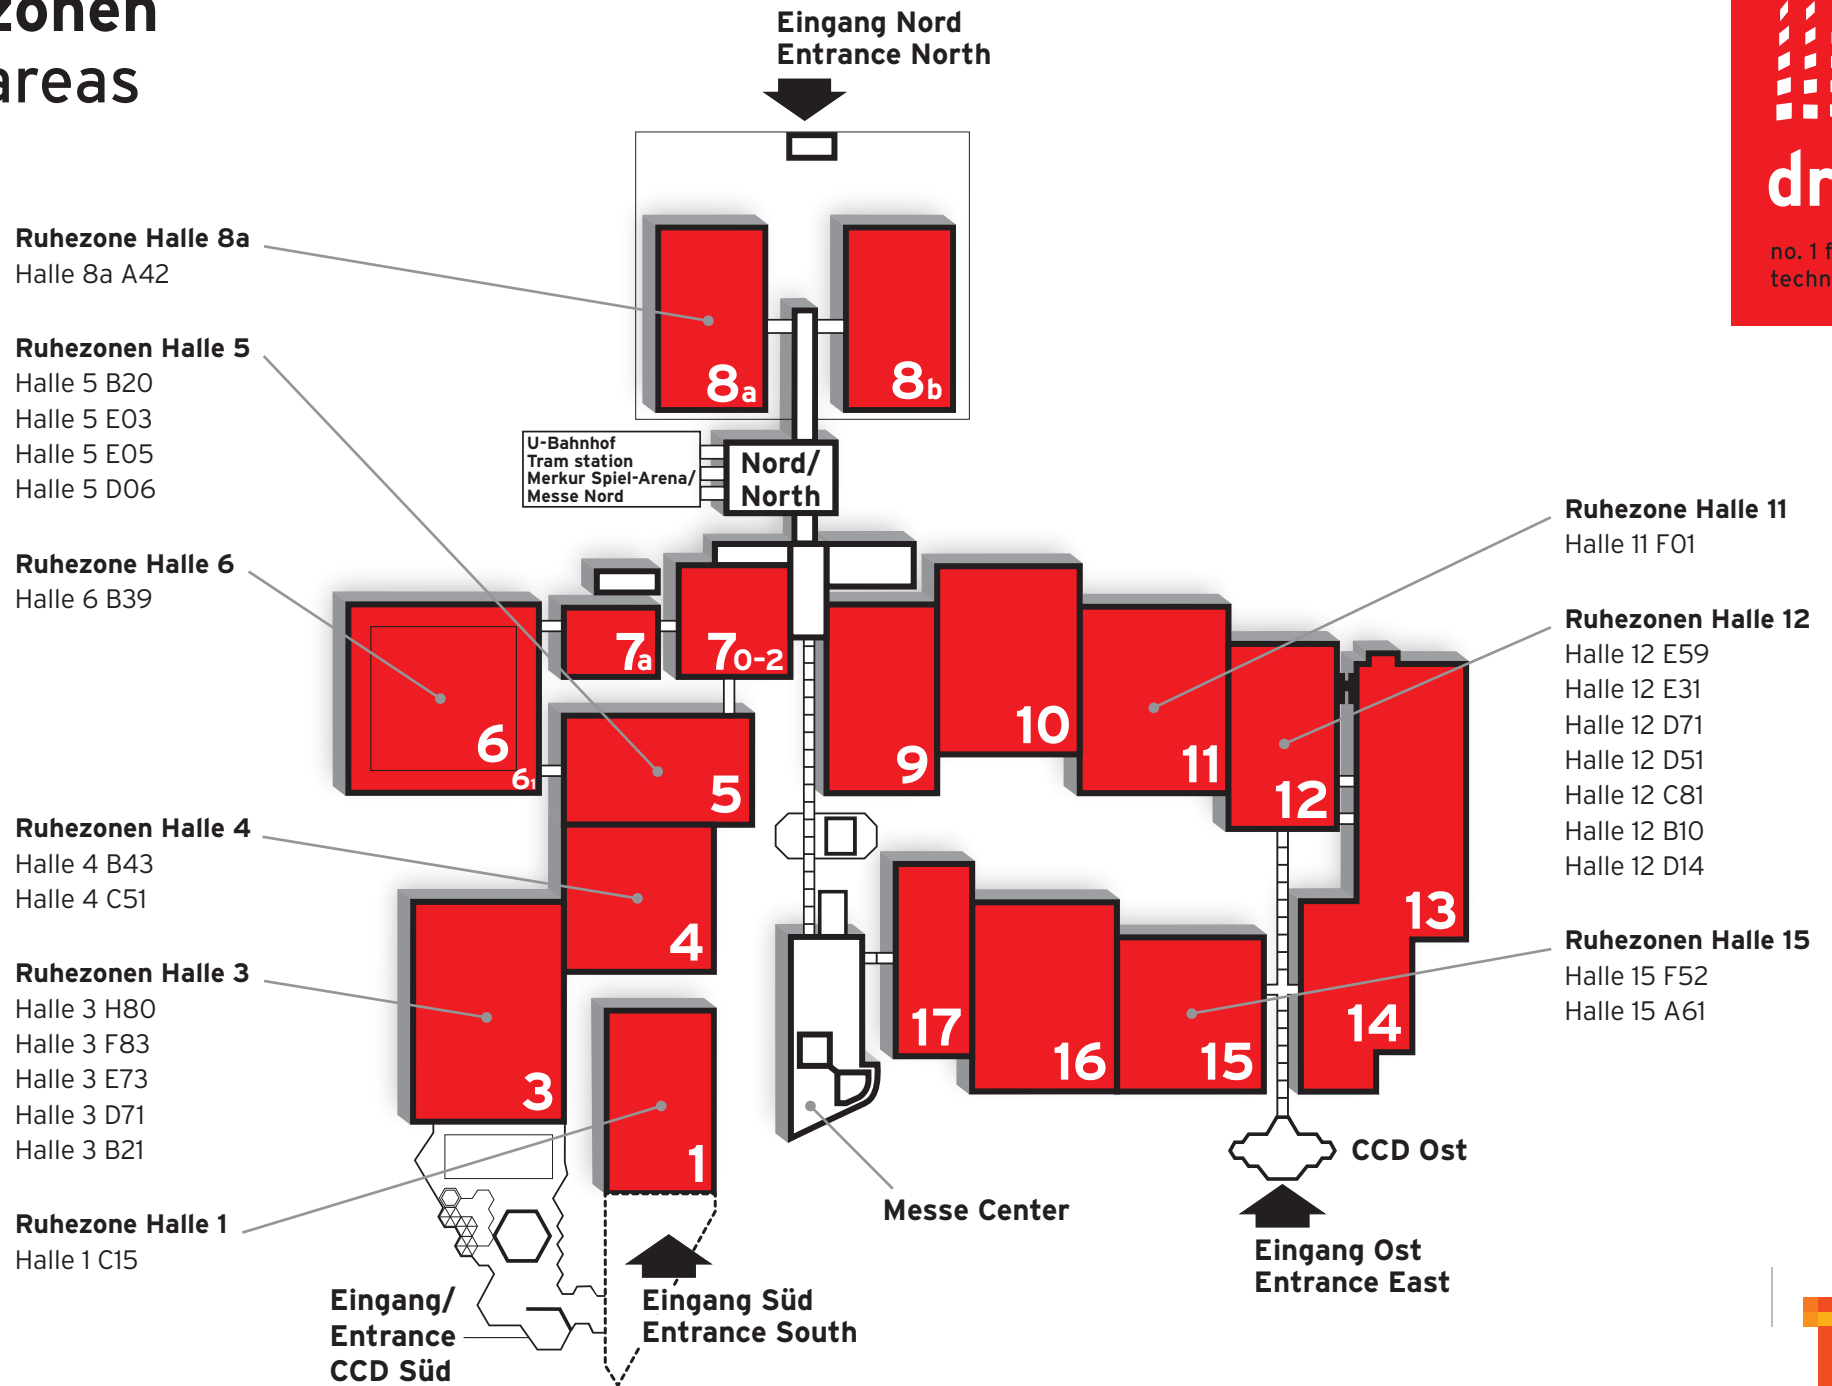 zonen
areas
Eingang Nord
Entrance North
dr
no. 1 f
techn
Ruhezone Halle 8a
Halle 8a A42
Ruhezonen Halle 5
Halle 5 B20
Halle 5 E03
Halle 5 E05
Halle 5 D06
Ruhezone Halle 6
Halle 6 B39
Ruhezonen Halle 4
Halle 4 B43
Halle 4 C51
Ruhezonen Halle 3
Halle 3 H80
Halle 3 F83
Halle 3 E73
Halle 3 D71
Halle 3 B21
Ruhezone Halle 1
Halle 1 C15
8a
8b
U-Bahnhof
Tram station
Merkur Spiel-Arena/
Messe Nord
Nord/
North
7a
70-2
6
61
5
4
3
1
9
10
11
12
13
14
15
16
17
Ruhezone Halle 11
Halle 11 F01
Ruhezonen Halle 12
Halle 12 E59
Halle 12 E31
Halle 12 D71
Halle 12 D51
Halle 12 C81
Halle 12 B10
Halle 12 D14
Ruhezonen Halle 15
Halle 15 F52
Halle 15 A61
Messe Center
CCD Ost
Eingang Ost
Entrance East
Eingang/
Entrance
CCD Süd
Eingang Süd
Entrance South